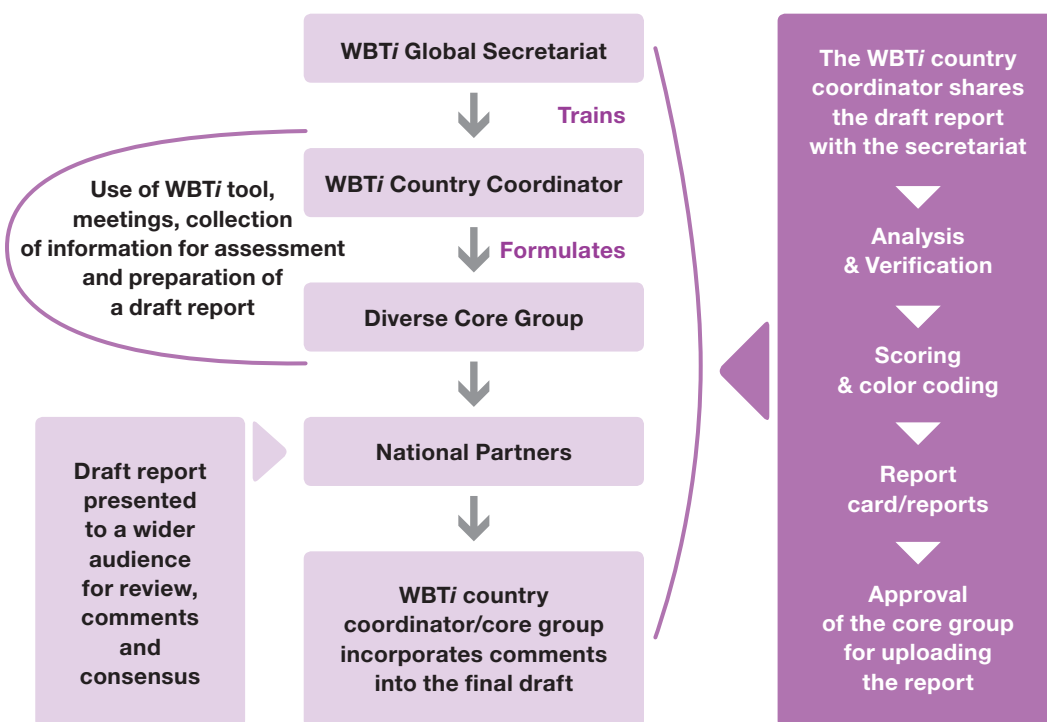 WBTi Global Secretariat
Trains
WBTi Country Coordinator
Formulates
Use of WBTi tool,
meetings, collection
of information for assessment
and preparation of
a draft report
Diverse Core Group
National Partners
Draft report
presented
to a wider
audience
for review,
comments
and
consensus
WBTi country
coordinator/core group
incorporates comments
into the final draft
The WBTi country
coordinator shares
the draft report
with the secretariat
Analysis
& Verification
Scoring
& color coding
Report
card/reports
Approval
of the core group
for uploading
the report